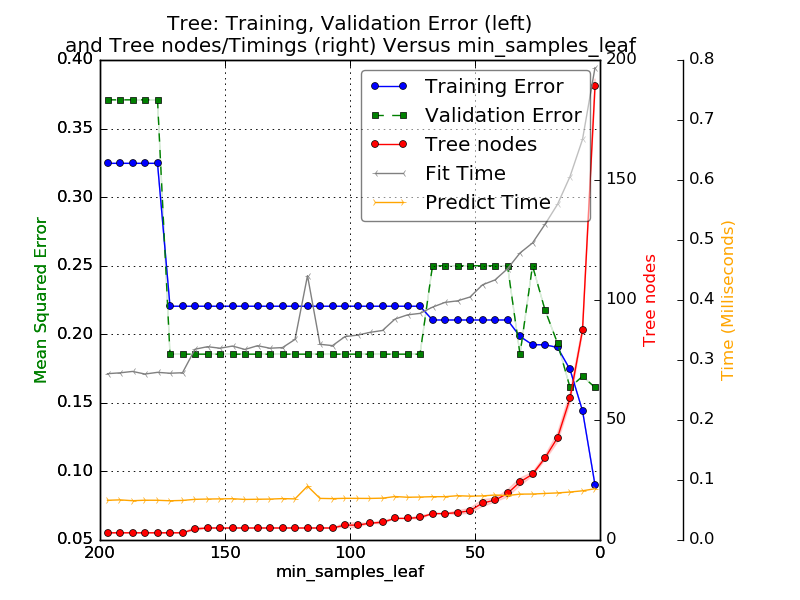 Tree: Training, Validation Error (left)
and Tree nodes/Timings (right) Versus min_samples_leaf
Training Error
Validation Error
Tree nodes
Fit Time
Predict Time
Mean Squared Error
0.40
0.35
0.30
0.25
0.20
0.15
0.10
0.05
200
150
100
50
0
min_samples_leaf
200
150
100
50
0
Tree nodes
0.8
0.7
0.6
0.5
0.4
0.3
0.2
0.1
0.0
Time (Milliseconds)